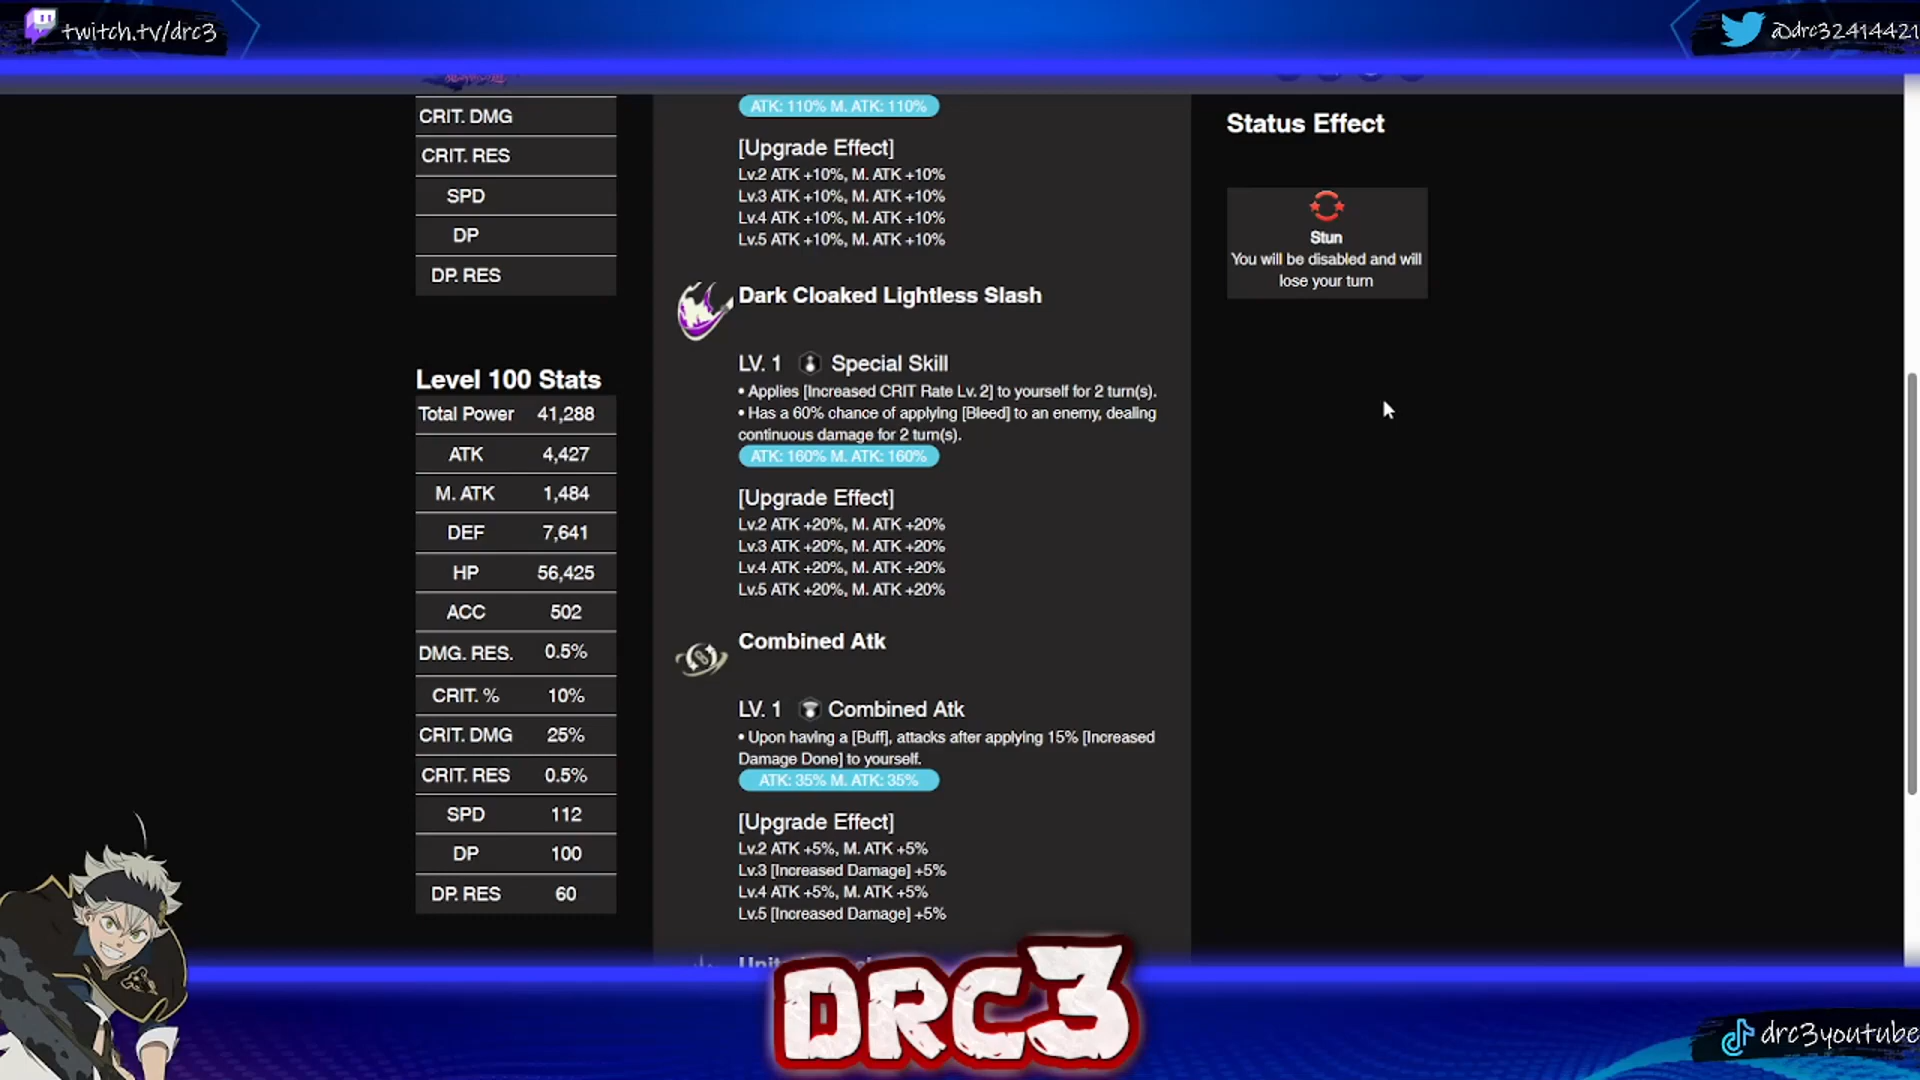 twitch.tv/drc3
@drc32414421
CRIT. DMG
CRIT. RES
SPD
DP
DP. RES
Level 100 Stats
Total Power 41,288
ATK 4,427
M. ATK 1,484
DEF 7,641
HP 56,425
ACC 502
DMG. RES. 0.5%
CRIT. % 10%
CRIT. DMG 25%
CRIT. RES 0.5%
SPD 112
DP 100
DP. RES 60
ATK: 110% M. ATK: 110%
[Upgrade Effect]
Lv.2 ATK +10%, M. ATK +10%
Lv.3 ATK +10%, M. ATK +10%
Lv.4 ATK +10%, M. ATK +10%
Lv.5 ATK +10%, M. ATK +10%
Dark Cloaked Lightless Slash
LV. 1 Special Skill
• Applies [Increased CRIT Rate Lv. 2] to yourself for 2 turn(s).
• Has a 60% chance of applying [Bleed] to an enemy, dealing
continuous damage for 2 turn(s).
ATK: 160% M. ATK: 160%
[Upgrade Effect]
Lv.2 ATK +20%, M. ATK +20%
Lv.3 ATK +20%, M. ATK +20%
Lv.4 ATK +20%, M. ATK +20%
Lv.5 ATK +20%, M. ATK +20%
Combined Atk
LV. 1 Combined Atk
• Upon having a [Buff], attacks after applying 15% [Increased
Damage Done] to yourself.
ATK: 35% M. ATK: 35%
[Upgrade Effect]
Lv.2 ATK +5%, M. ATK +5%
Lv.3 [Increased Damage] +5%
Lv.4 ATK +5%, M. ATK +5%
Lv.5 [Increased Damage] +5%
Status Effect
Stun
You will be disabled and will
lose your turn
DRC3
drc3youtube